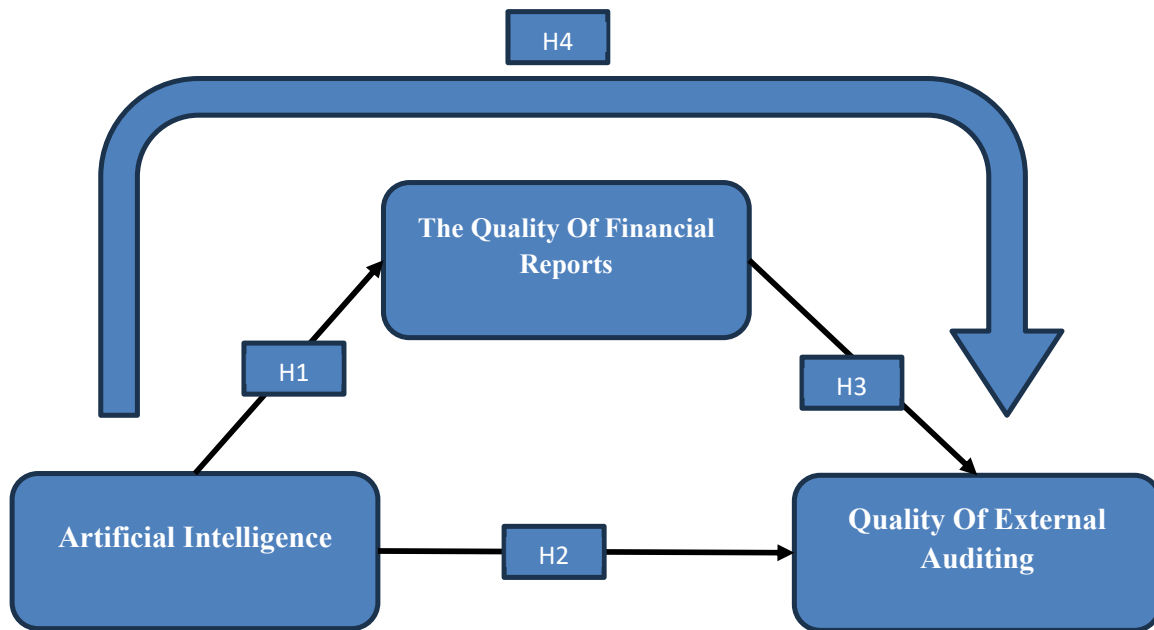 H4
The Quality Of Financial
Reports
H1
H3
Artificial Intelligence
H2
Quality Of External
Auditing